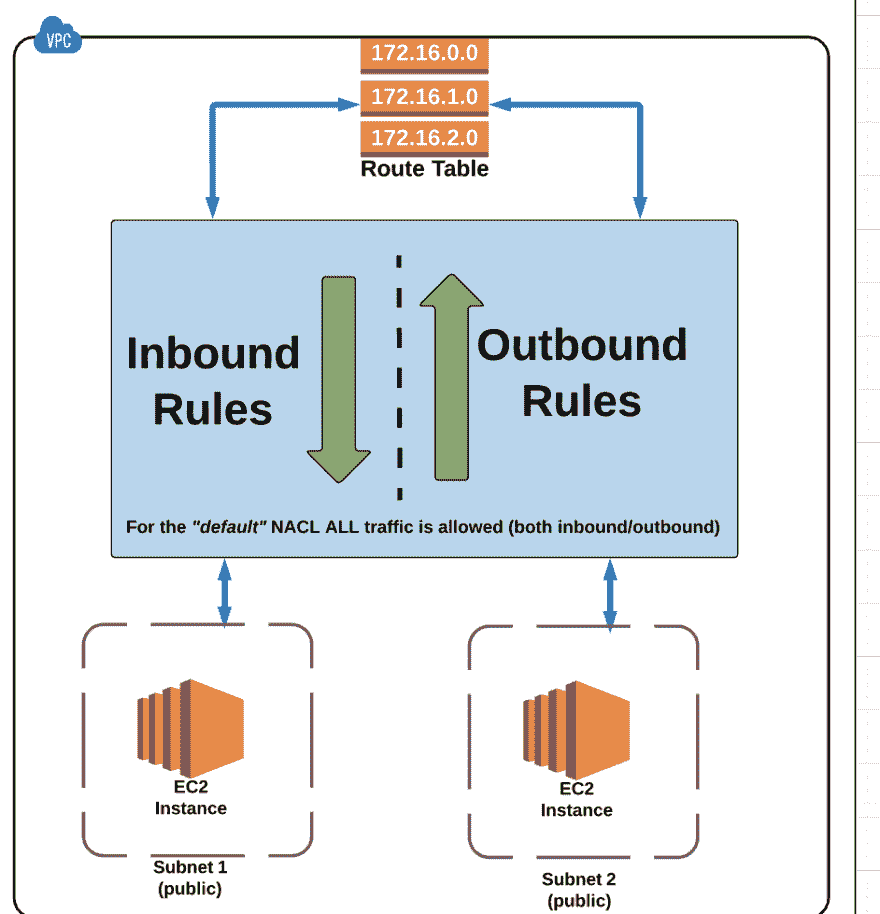 VPC
172.16.0.0
172.16.1.0
172.16.2.0
Route Table
Inbound
Rules
Outbound
Rules
For the "default" NACL ALL traffic is allowed (both inbound/outbound)
EC2
Instance
Subnet 1
(public)
EC2
Instance
Subnet 2
(public)